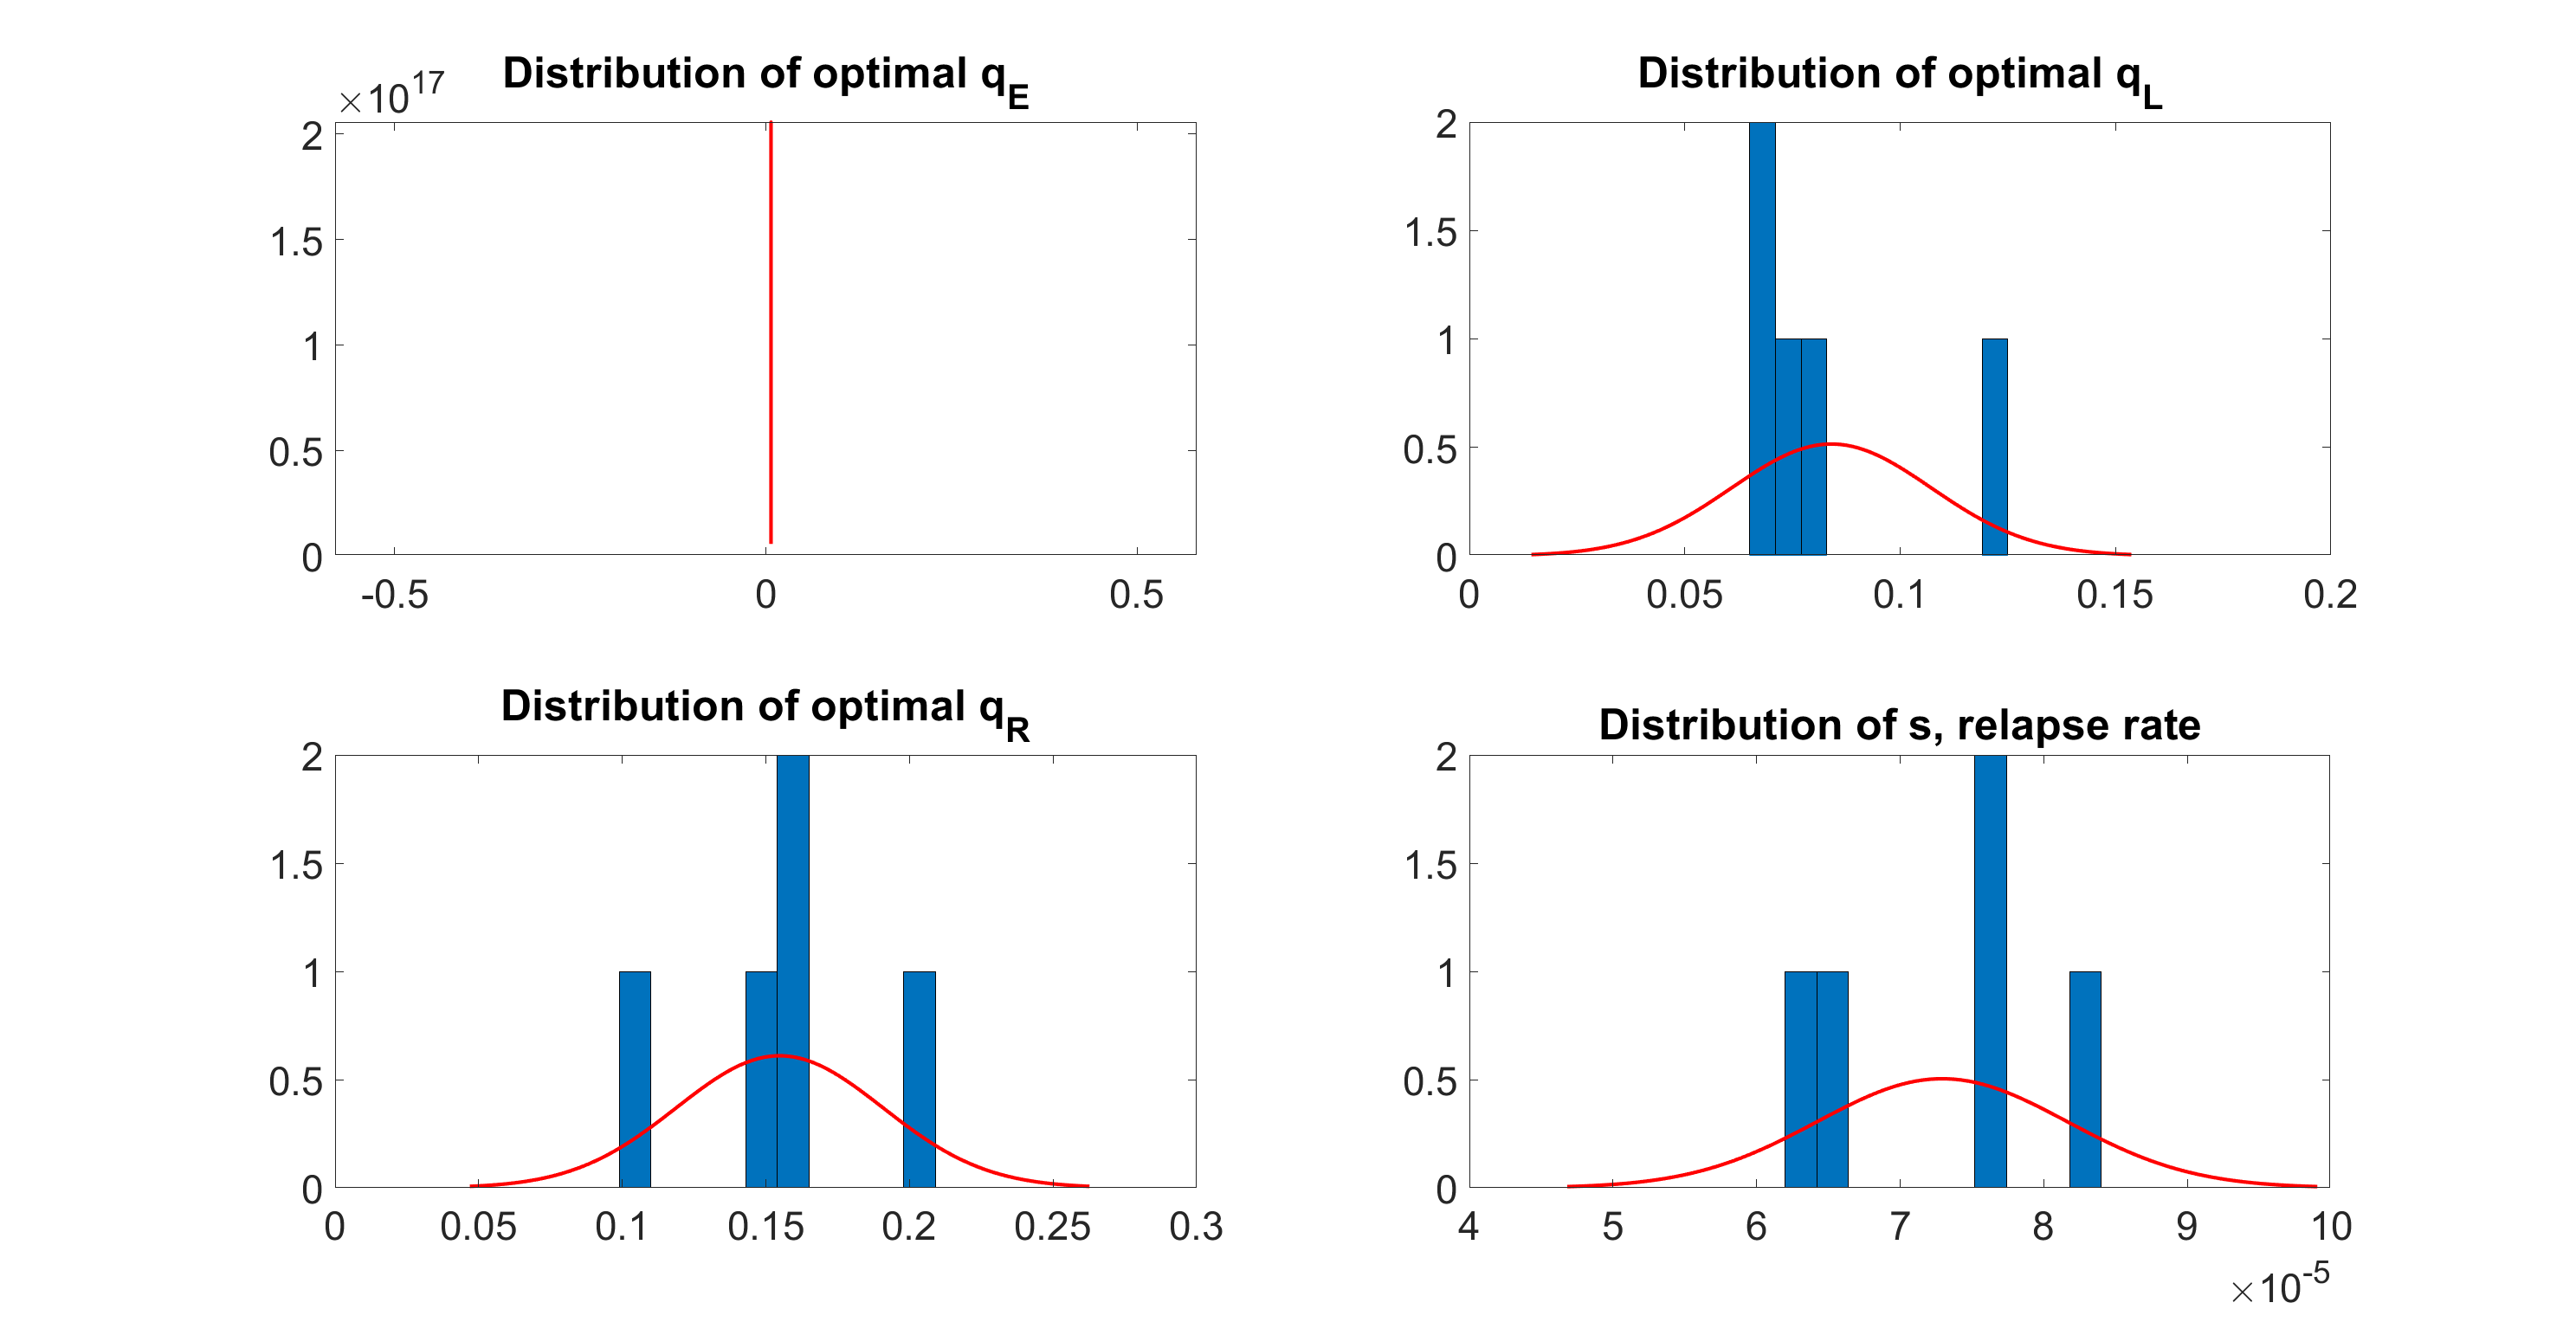 Distribution of optimal q_E
×10^17
2
1.5
1
0.5
0
-0.5 0 0.5
Distribution of optimal q_L
2
1.5
1
0.5
0
0 0.05 0.1 0.15 0.2
Distribution of optimal q_R
2
1.5
1
0.5
0
0 0.05 0.1 0.15 0.2 0.25 0.3
Distribution of s, relapse rate
2
1.5
1
0.5
0
4 5 6 7 8 9 10
×10^-5